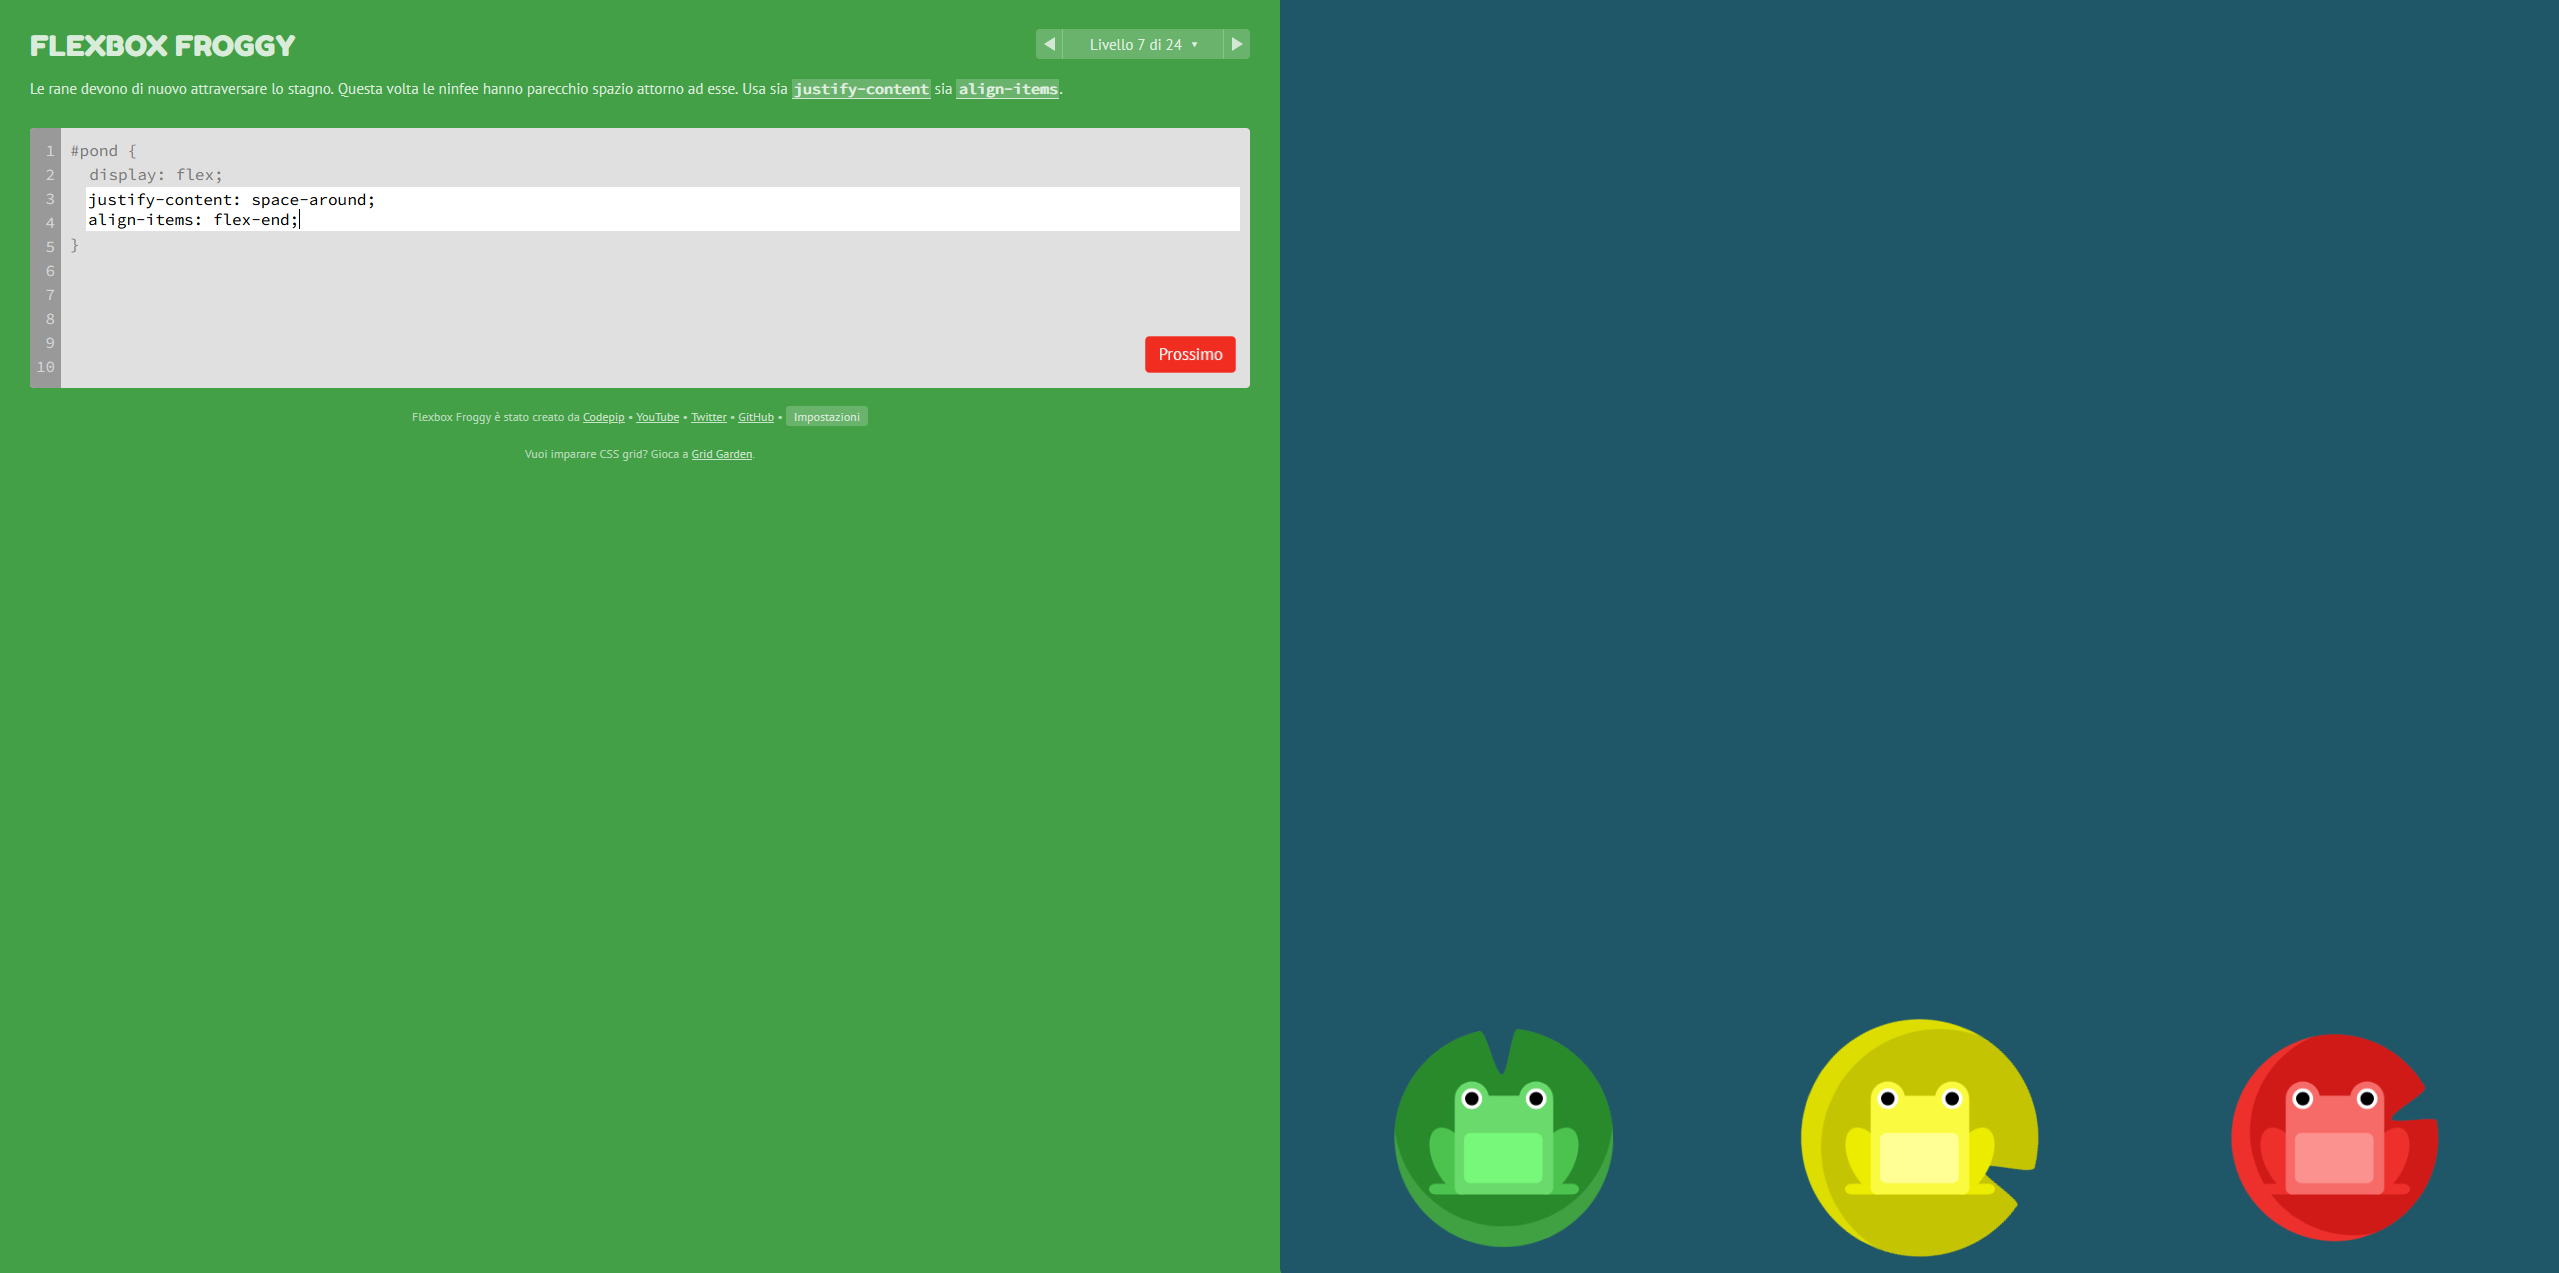 FLEXBOX FROGGY
◀ Livello 7 di 24 ▼ ▶
Le rane devono di nuovo attraversare lo stagno. Questa volta le ninfee hanno parecchio spazio attorno ad esse. Usa sia justify-content sia align-items.
1 #pond {
2 display: flex;
3 justify-content: space-around;
4 align-items: flex-end;
5 }
6
7
8
9
10
Prossimo
Flexbox Froggy è stato creato da Codepip • YouTube • Twitter • GitHub • Impostazioni
Vuoi imparare CSS grid? Gioca a Grid Garden.